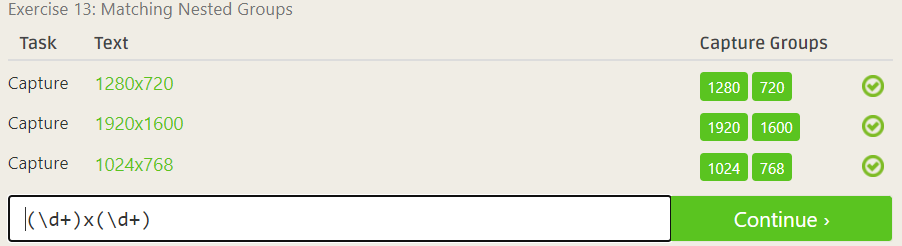 Exercise 13: Matching Nested Groups
Task Text Capture Groups
Capture 1280x720 1280 720
Capture 1920x1600 1920 1600
Capture 1024x768 1024 768
(\d+)x(\d+) Continue ›